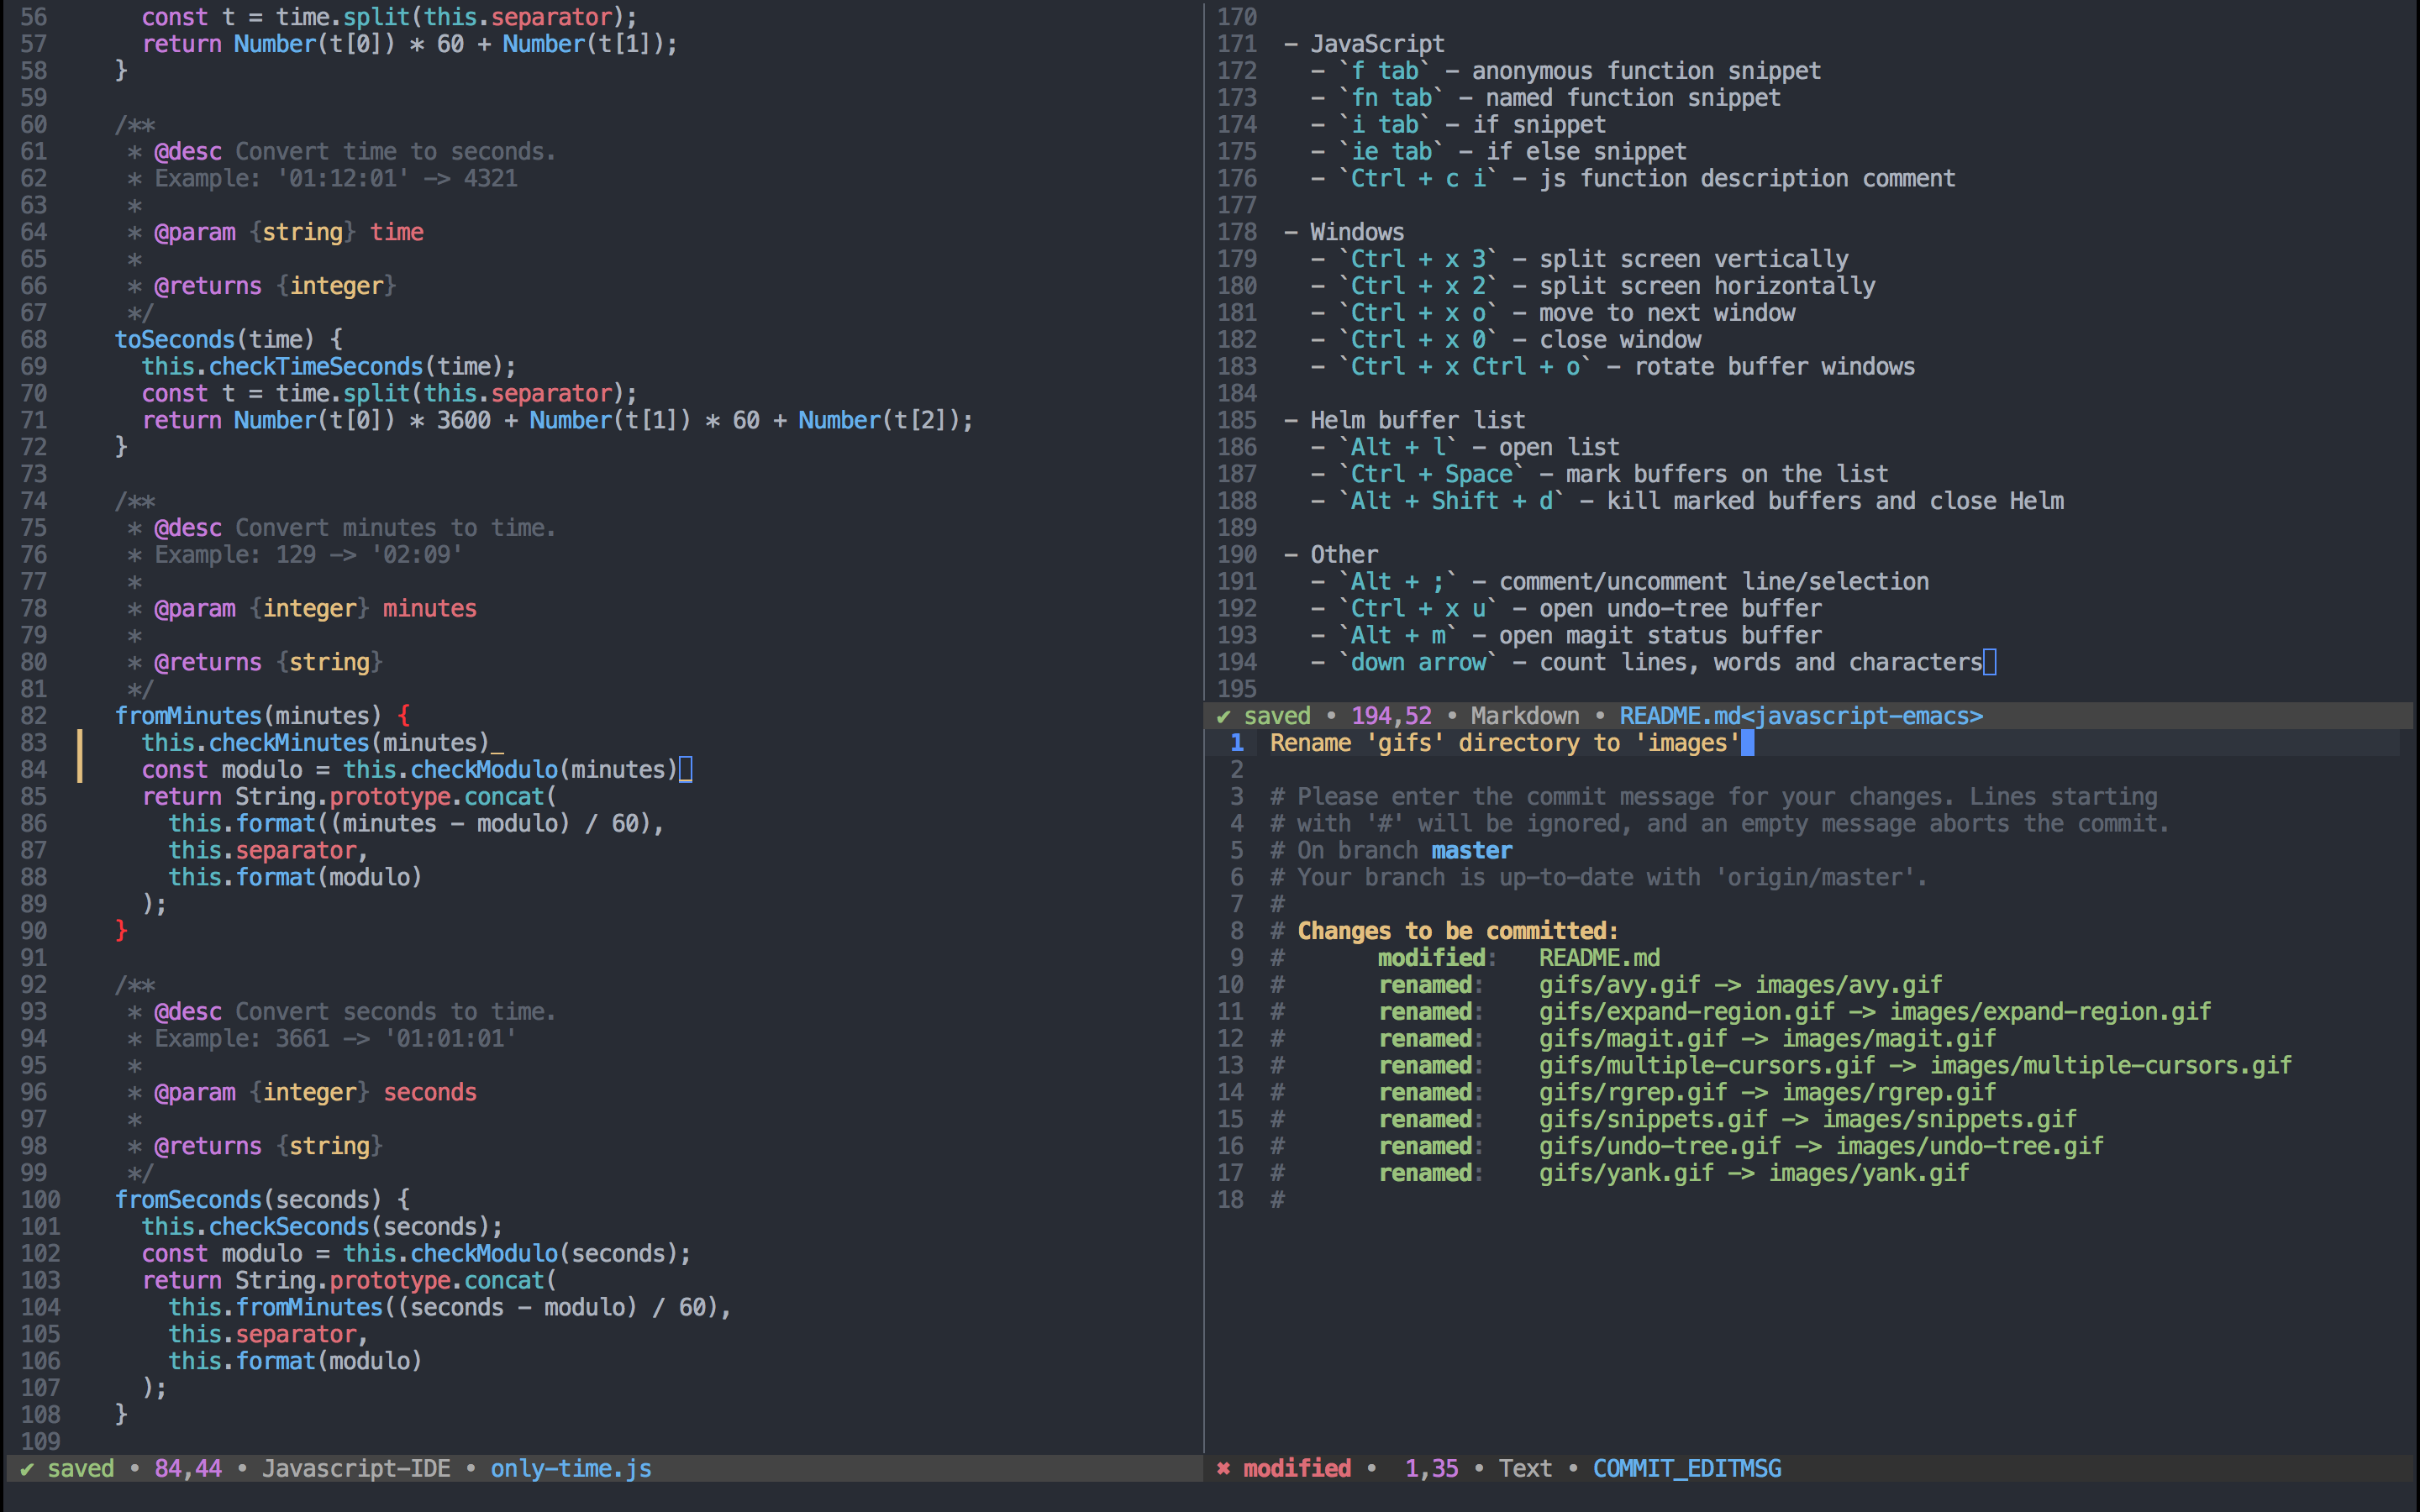 56 const t = time.split(this.separator);
57 return Number(t[0]) * 60 + Number(t[1]);
58 }
59
60 /**
61 * @desc Convert time to seconds.
62 * Example: '01:12:01' -> 4321
63 *
64 * @param {string} time
65 *
66 * @returns {integer}
67 */
68 toSeconds(time) {
69 this.checkTimeSeconds(time);
70 const t = time.split(this.separator);
71 return Number(t[0]) * 3600 + Number(t[1]) * 60 + Number(t[2]);
72 }
73
74 /**
75 * @desc Convert minutes to time.
76 * Example: 129 -> '02:09'
77 *
78 * @param {integer} minutes
79 *
80 * @returns {string}
81 */
82 fromMinutes(minutes) {
83 this.checkMinutes(minutes)_
84 const modulo = this.checkModulo(minutes)
85 return String.prototype.concat(
86 this.format((minutes - modulo) / 60),
87 this.separator,
88 this.format(modulo)
89 );
90 }
91
92 /**
93 * @desc Convert seconds to time.
94 * Example: 3661 -> '01:01:01'
95 *
96 * @param {integer} seconds
97 *
98 * @returns {string}
99 */
100 fromSeconds(seconds) {
101 this.checkSeconds(seconds);
102 const modulo = this.checkModulo(seconds);
103 return String.prototype.concat(
104 this.fromMinutes((seconds - modulo) / 60),
105 this.separator,
106 this.format(modulo)
107 );
108 }
109
✔ saved • 84,44 • Javascript-IDE • only-time.js
170
171 - JavaScript
172 - `f tab` - anonymous function snippet
173 - `fn tab` - named function snippet
174 - `i tab` - if snippet
175 - `ie tab` - if else snippet
176 - `Ctrl + c i` - js function description comment
177
178 - Windows
179 - `Ctrl + x 3` - split screen vertically
180 - `Ctrl + x 2` - split screen horizontally
181 - `Ctrl + x o` - move to next window
182 - `Ctrl + x 0` - close window
183 - `Ctrl + x Ctrl + o` - rotate buffer windows
184
185 - Helm buffer list
186 - `Alt + l` - open list
187 - `Ctrl + Space` - mark buffers on the list
188 - `Alt + Shift + d` - kill marked buffers and close Helm
189
190 - Other
191 - `Alt + ;` - comment/uncomment line/selection
192 - `Ctrl + x u` - open undo-tree buffer
193 - `Alt + m` - open magit status buffer
194 - `down arrow` - count lines, words and characters
195
✔ saved • 194,52 • Markdown • README.md<javascript-emacs>
1 Rename 'gifs' directory to 'images'
2
3 # Please enter the commit message for your changes. Lines starting
4 # with '#' will be ignored, and an empty message aborts the commit.
5 # On branch master
6 # Your branch is up-to-date with 'origin/master'.
7 #
8 # Changes to be committed:
9 # modified: README.md
10 # renamed: gifs/avy.gif -> images/avy.gif
11 # renamed: gifs/expand-region.gif -> images/expand-region.gif
12 # renamed: gifs/magit.gif -> images/magit.gif
13 # renamed: gifs/multiple-cursors.gif -> images/multiple-cursors.gif
14 # renamed: gifs/rgrep.gif -> images/rgrep.gif
15 # renamed: gifs/snippets.gif -> images/snippets.gif
16 # renamed: gifs/undo-tree.gif -> images/undo-tree.gif
17 # renamed: gifs/yank.gif -> images/yank.gif
18 #
✖ modified • 1,35 • Text • COMMIT_EDITMSG